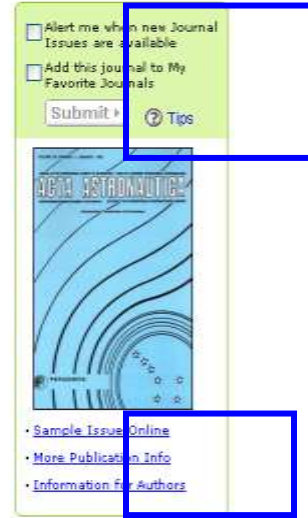 Alert me when new Journal
Issues are available
Add this journal to My
Favorite Journals
Submit
? Tips
ACTA ASTRONAUTICA
PERGAMON
Sample Issue Online
More Publication Info
Information for Authors